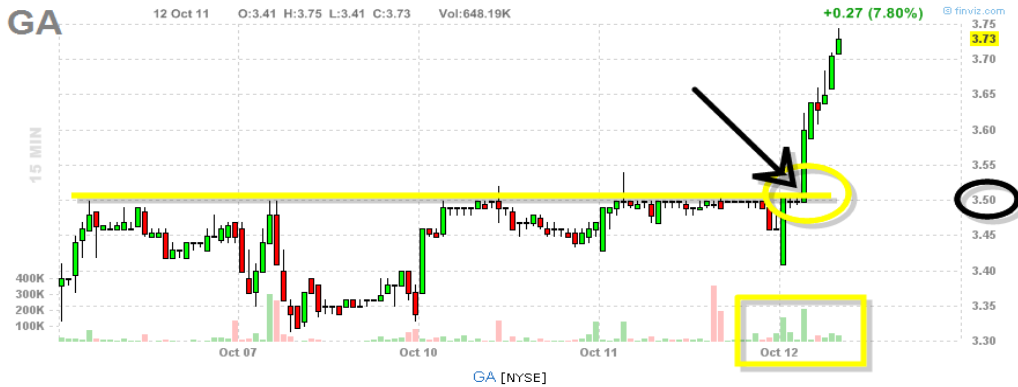 GA 12 Oct 11 O:3.41 H:3.75 L:3.41 C:3.73 Vol:648.19K +0.27 (7.80%) © finviz.com
3.75
3.73
3.70
3.65
3.60
15 MIN
3.55
3.50
3.45
400K 3.40
300K
200K 3.35
100K
3.30
Oct 07 Oct 10 Oct 11 Oct 12
GA [NYSE]